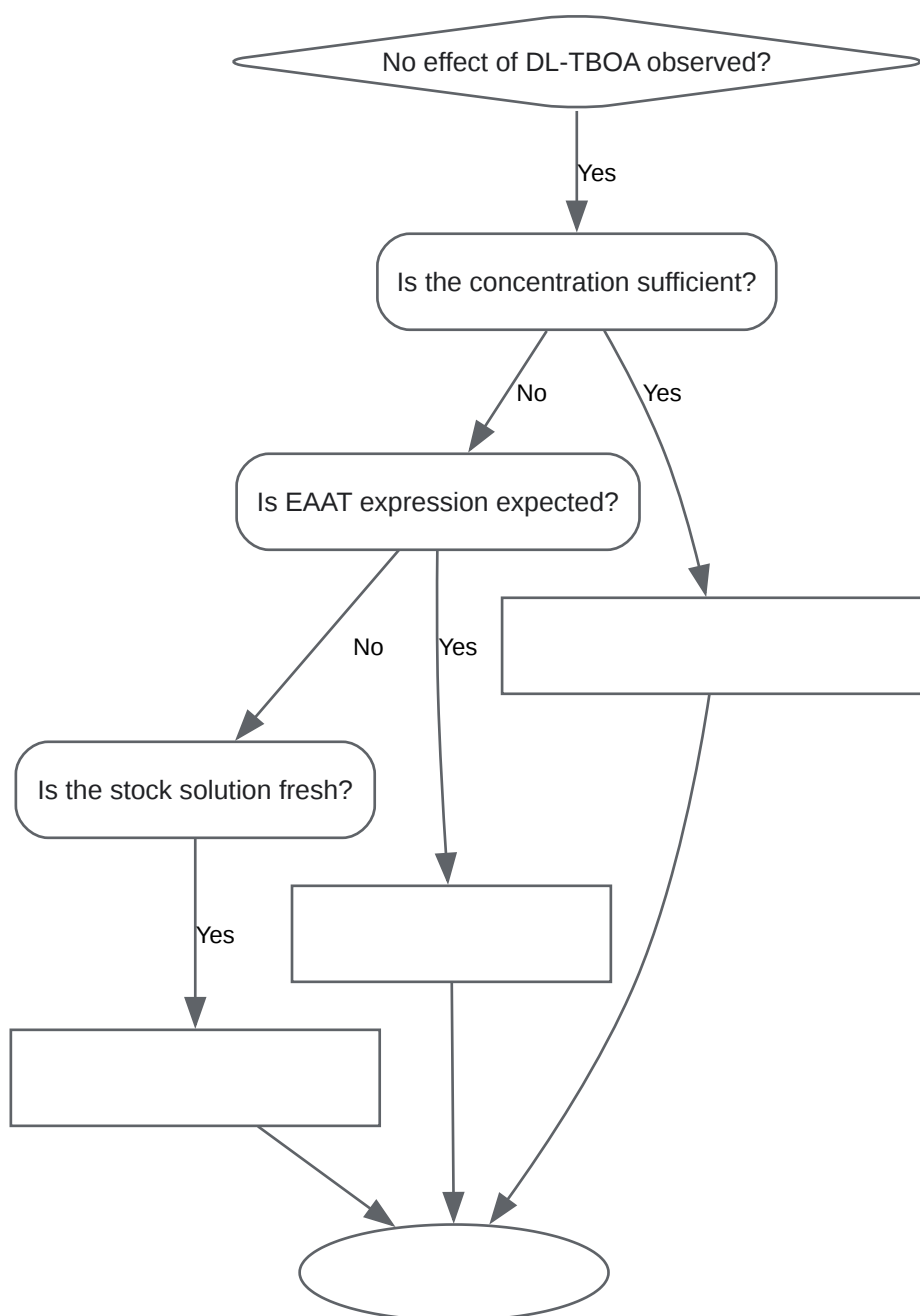 No effect of DL-TBOA observed?
Yes
Is the concentration sufficient?
No
Yes
Is EAAT expression expected?
No
Yes
Is the stock solution fresh?
Yes